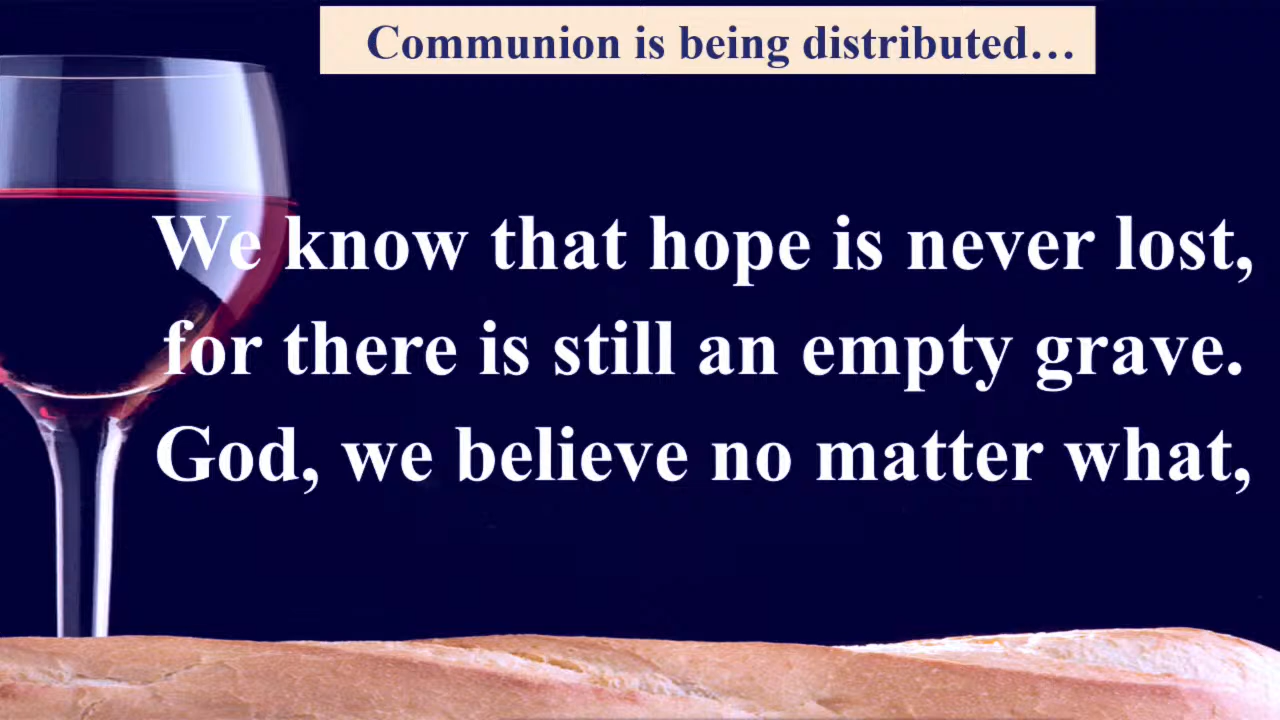 Communion is being distributed…
We know that hope is never lost,
for there is still an empty grave.
God, we believe no matter what,